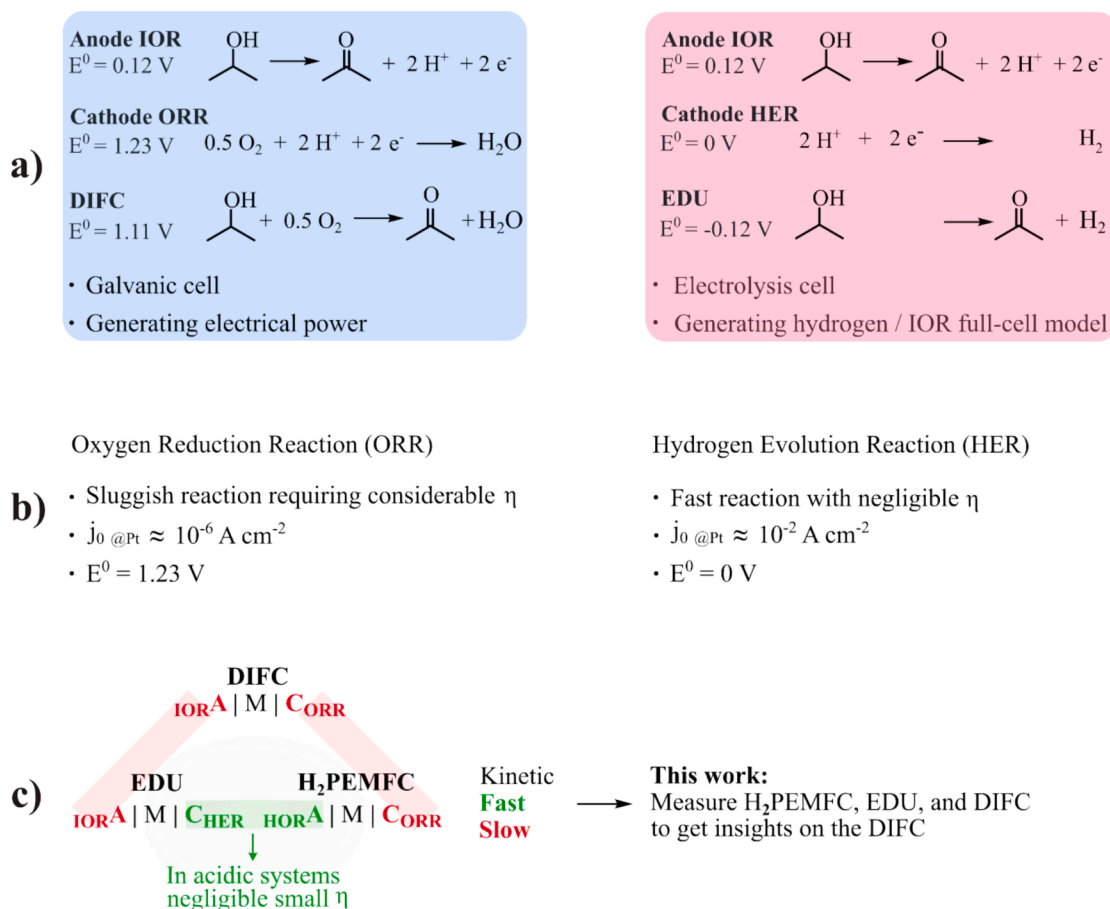 a)
Anode IOR
E⁰ = 0.12 V
OH
O
+ 2 H⁺ + 2 e⁻
Cathode ORR
E⁰ = 1.23 V 0.5 O₂ + 2 H⁺ + 2 e⁻ H₂O
DIFC
E⁰ = 1.11 V
OH
+ 0.5 O₂
O
+ H₂O
· Galvanic cell
· Generating electrical power
Anode IOR
E⁰ = 0.12 V
OH
O
+ 2 H⁺ + 2 e⁻
Cathode HER
E⁰ = 0 V 2 H⁺ + 2 e⁻ H₂
EDU
E⁰ = -0.12 V
OH
O
+ H₂
· Electrolysis cell
· Generating hydrogen / IOR full-cell model
b)
Oxygen Reduction Reaction (ORR)
· Sluggish reaction requiring considerable η
· j₀ @Pt ≈ 10⁻⁶ A cm⁻²
· E⁰ = 1.23 V
Hydrogen Evolution Reaction (HER)
· Fast reaction with negligible η
· j₀ @Pt ≈ 10⁻² A cm⁻²
· E⁰ = 0 V
c)
DIFC
IORA | M | CORR
EDU
IORA | M | CHER
H₂PEMFC
HORA | M | CORR
In acidic systems
negligible small η
Kinetic
Fast
Slow
This work:
Measure H₂PEMFC, EDU, and DIFC
to get insights on the DIFC